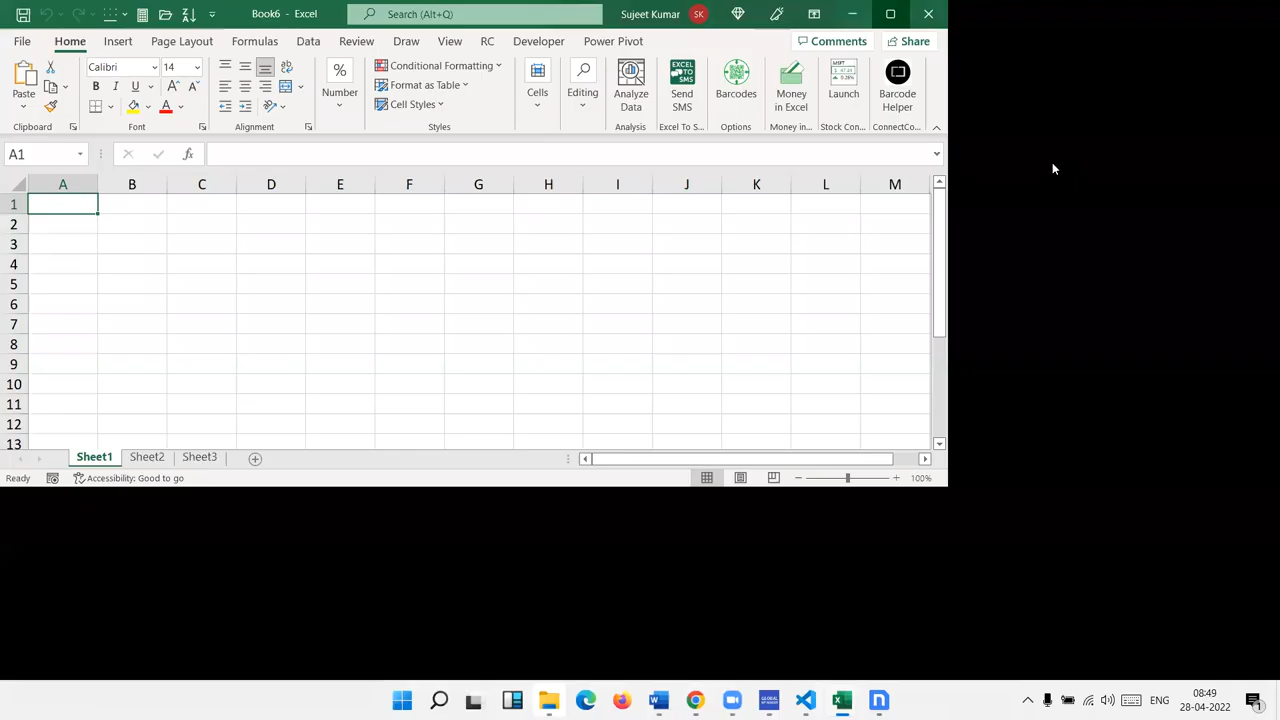 Book6 - Excel
Search (Alt+Q)
Sujeet Kumar
SK
File Home Insert Page Layout Formulas Data Review Draw View RC Developer Power Pivot
Comments
Share
Paste
Calibri
14
B I U
%
Number
Conditional Formatting
Format as Table
Cell Styles
Cells
Editing
Analyze Data
EXCEL TO SMS
Send SMS
Barcodes
Money in Excel
MSFT
Launch
Barcode Helper
Clipboard Font Alignment Styles Analysis Excel To S... Options Money in... Stock Con... ConnectCo...
A1
fx
A B C D E F G H I J K L M
1
2
3
4
5
6
7
8
9
10
11
12
13
Sheet1 Sheet2 Sheet3
Ready
Accessibility: Good to go
100%
ENG
08:49
28-04-2022